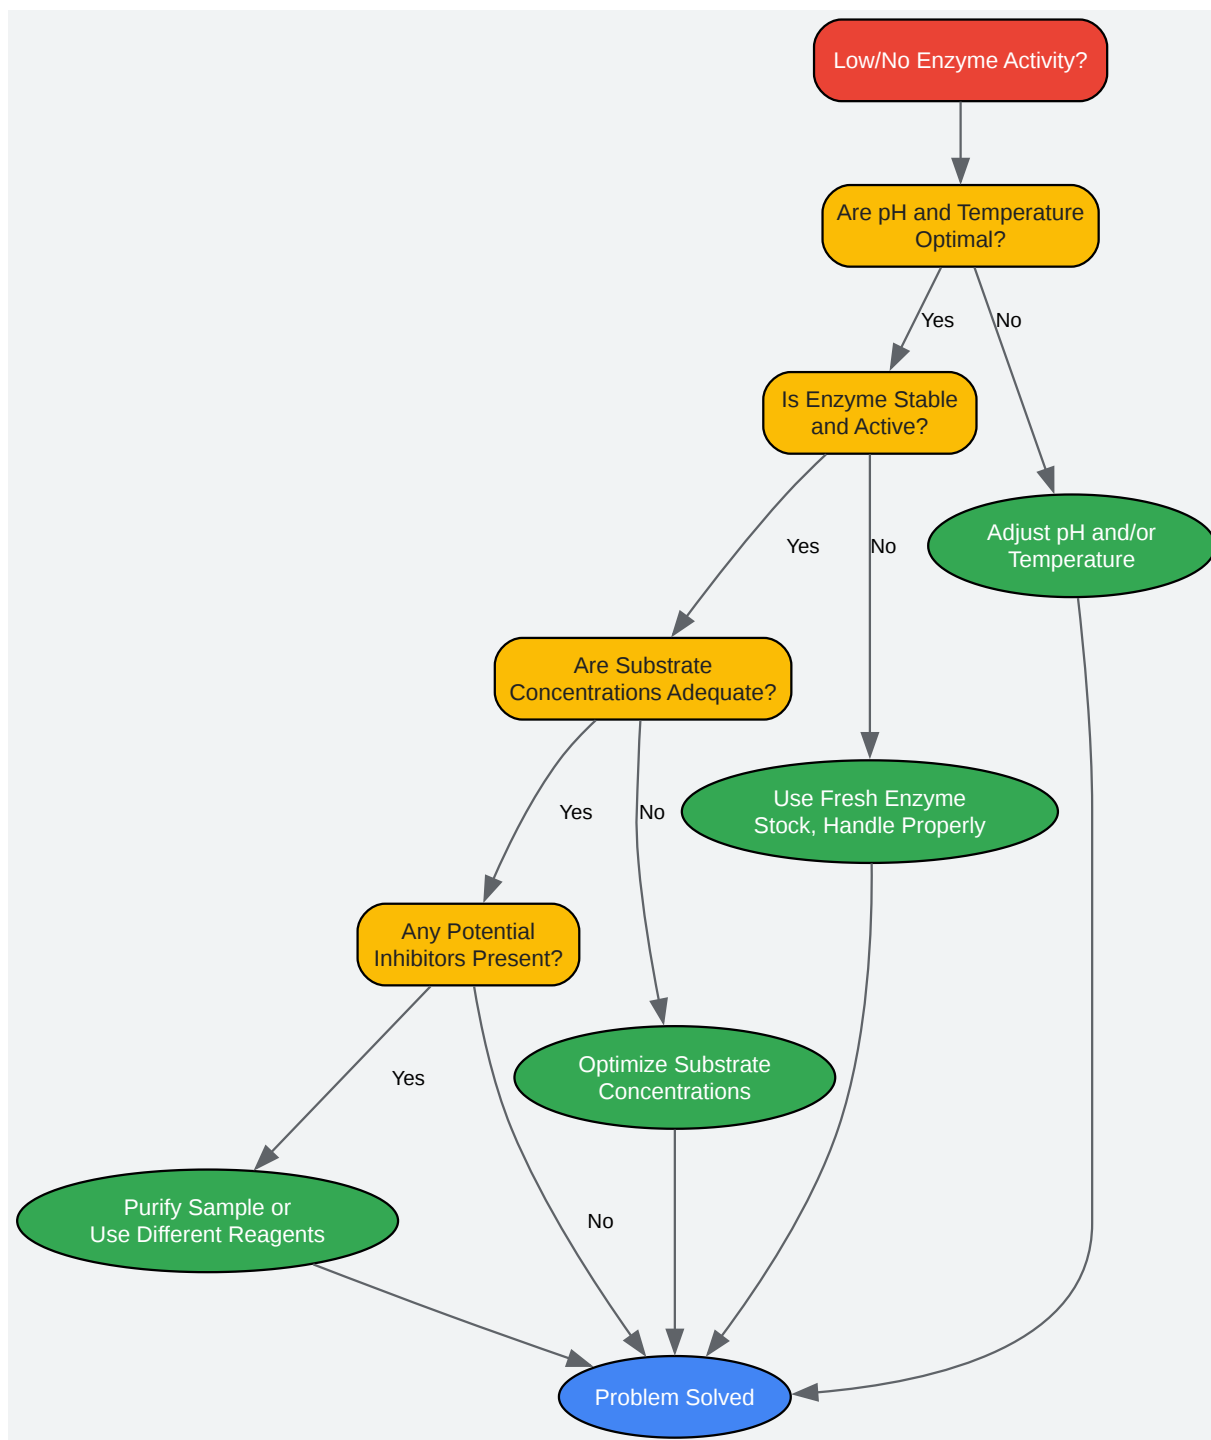 Low/No Enzyme Activity?
Are pH and Temperature
Optimal?
Yes
No
Is Enzyme Stable
and Active?
Adjust pH and/or
Temperature
Yes
No
Are Substrate
Concentrations Adequate?
Use Fresh Enzyme
Stock, Handle Properly
Yes
No
Any Potential
Inhibitors Present?
Optimize Substrate
Concentrations
Yes
Purify Sample or
Use Different Reagents
No
Problem Solved